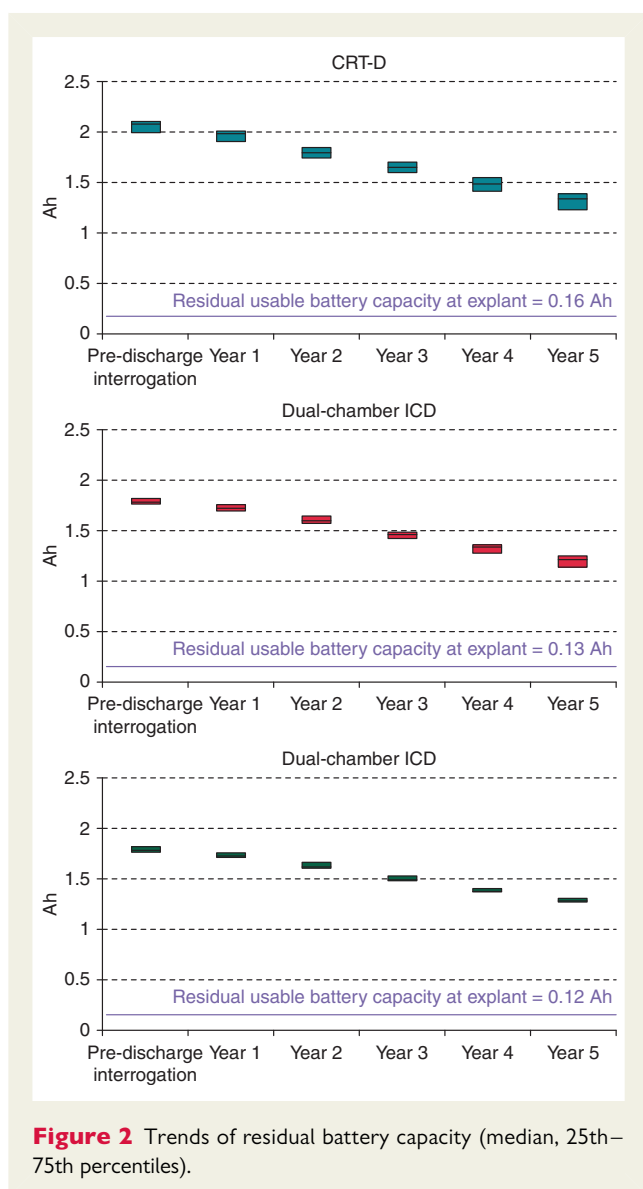 CRT-D
2.5
2
1.5
1
0.5
0
Ah
Residual usable battery capacity at explant = 0.16 Ah
Pre-discharge Year 1 Year 2 Year 3 Year 4 Year 5
interrogation
Dual-chamber ICD
2.5
2
1.5
1
0.5
0
Ah
Residual usable battery capacity at explant = 0.13 Ah
Pre-discharge Year 1 Year 2 Year 3 Year 4 Year 5
interrogation
Dual-chamber ICD
2.5
2
1.5
1
0.5
0
Ah
Residual usable battery capacity at explant = 0.12 Ah
Pre-discharge Year 1 Year 2 Year 3 Year 4 Year 5
interrogation
Figure 2 Trends of residual battery capacity (median, 25th–
75th percentiles).